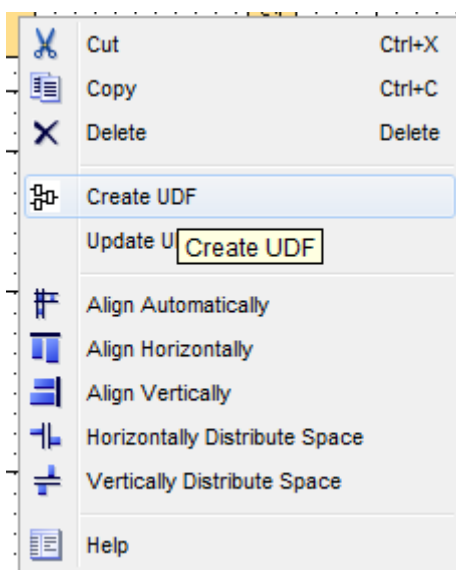 Cut Ctrl+X
Copy Ctrl+C
Delete Delete
Create UDF
Update
Create UDF
Align Automatically
Align Horizontally
Align Vertically
Horizontally Distribute Space
Vertically Distribute Space
Help